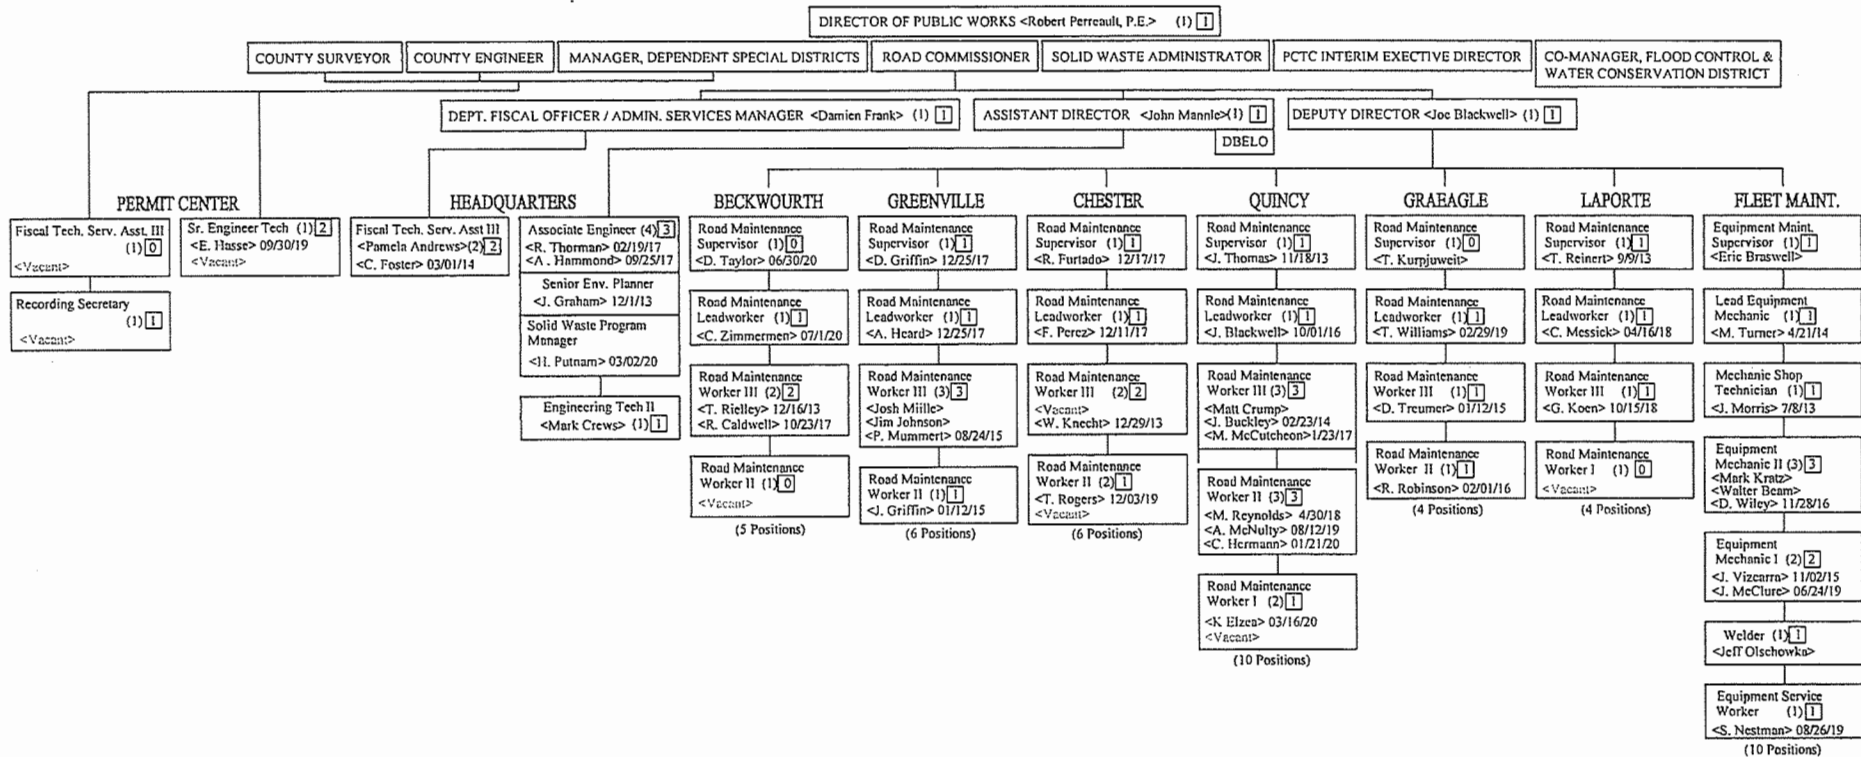 DIRECTOR OF PUBLIC WORKS <Robert Perreault, P.E.> (1) 1
COUNTY SURVEYOR
COUNTY ENGINEER
MANAGER, DEPENDENT SPECIAL DISTRICTS
ROAD COMMISSIONER
SOLID WASTE ADMINISTRATOR
PCTC INTERIM EXECTIVE DIRECTOR
CO-MANAGER, FLOOD CONTROL &
WATER CONSERVATION DISTRICT
DEPT. FISCAL OFFICER / ADMIN. SERVICES MANAGER <Damien Frank> (1) 1
ASSISTANT DIRECTOR <John Mannle>(1) 1
DBELO
DEPUTY DIRECTOR <Joe Blackwell> (1) 1
PERMIT CENTER
Fiscal Tech. Serv. Asst. III
(1) 0
<Vacant>
Recording Secretary
(1) 1
<Vacant>
Sr. Engineer Tech (1) 2
<E. Hasse> 09/30/19
<Vacant>
HEADQUARTERS
Fiscal Tech. Serv. Asst III
<Pamela Andrews>(2) 2
<C. Foster> 03/01/14
Associate Engineer (4) 3
<R. Thorman> 02/19/17
<A . Hammond> 09/25/17
Senior Env. Planner
<J. Graham> 12/1/13
Solid Waste Program
Manager
<H. Putnam> 03/02/20
Engineering Tech II
<Mark Crews> (1) 1
BECKWOURTH
Road Maintenance
Supervisor (1) 0
<D. Taylor> 06/30/20
Road Maintenance
Leadworker (1) 1
<C. Zimmermen> 07/1/20
Road Maintenance
Worker III (2) 2
<T. Rielley> 12/16/13
<R. Caldwell> 10/23/17
Road Maintenance
Worker II (1) 0
<Vacant>
(5 Positions)
GREENVILLE
Road Maintenance
Supervisor (1) 1
<D. Griffin> 12/25/17
Road Maintenance
Leadworker (1) 1
<A. Heard> 12/25/17
Road Maintenance
Worker III (3) 3
<Josh Miille>
<Jim Johnson>
<P. Mummert> 08/24/15
Road Maintenance
Worker II (1) 1
<J. Griffin> 01/12/15
(6 Positions)
CHESTER
Road Maintenance
Supervisor (1) 1
<R. Furtado> 12/17/17
Road Maintenance
Leadworker (1) 1
<F. Perez> 12/11/17
Road Maintenance
Worker III (2) 2
<Vacant>
<W. Knecht> 12/29/13
Road Maintenance
Worker II (2) 1
<T. Rogers> 12/03/19
<Vacant>
(6 Positions)
QUINCY
Road Maintenance
Supervisor (1) 1
<J. Thomas> 11/18/13
Road Maintenance
Leadworker (1) 1
<J. Blackwell> 10/01/16
Road Maintenance
Worker III (3) 3
<Matt Crump>
<J. Buckley> 02/23/14
<M. McCutcheon>1/23/17
Road Maintenance
Worker II (3) 3
<M. Reynolds> 4/30/18
<A. McNulty> 08/12/19
<C. Hermann> 01/21/20
Road Maintenance
Worker I (2) 1
<K Elzea> 03/16/20
<Vacant>
(10 Positions)
GRAEAGLE
Road Maintenance
Supervisor (1) 0
<T. Kurpjuweit>
Road Maintenance
Leadworker (1) 1
<T. Williams> 02/29/19
Road Maintenance
Worker III (1) 1
<D. Treumer> 01/12/15
Road Maintenance
Worker II (1) 1
<R. Robinson> 02/01/16
(4 Positions)
LAPORTE
Road Maintenance
Supervisor (1) 1
<T. Reinert> 9/9/13
Road Maintenance
Leadworker (1) 1
<C. Messick> 04/16/18
Road Maintenance
Worker III (1) 1
<G. Koen> 10/15/18
Road Maintenance
Worker I (1) 0
<Vacant>
(4 Positions)
FLEET MAINT.
Equipment Maint.
Supervisor (1) 1
<Eric Braswell>
Lead Equipment
Mechanic (1) 1
<M. Turner> 4/21/14
Mechanic Shop
Technician (1) 1
<J. Morris> 7/8/13
Equipment
Mechanic II (3) 3
<Mark Kratz>
<Walter Beam>
<D. Wiley> 11/28/16
Equipment
Mechanic I (2) 2
<J. Vizcarra> 11/02/15
<J. McClure> 06/24/19
Welder (1) 1
<Jeff Olschowka>
Equipment Service
Worker (1) 1
<S. Nestman> 08/26/19
(10 Positions)